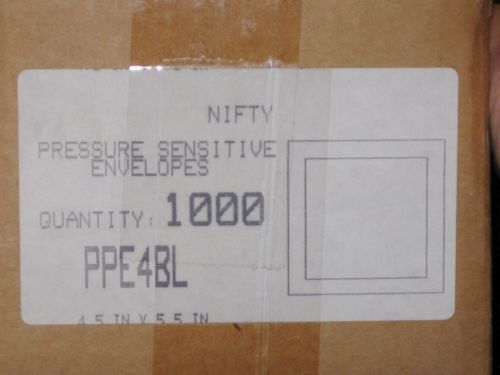 NIFTY
PRESSURE SENSITIVE
ENVELOPES
QUANTITY: 1000
PPE4BL
4.5 IN X 5.5 IN